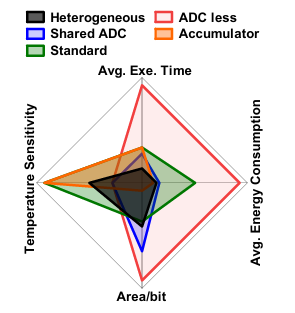 Heterogeneous
ADC less
Shared ADC
Accumulator
Standard
Avg. Exe. Time
Temperature Sensitivity
Avg. Energy Consumption
Area/bit